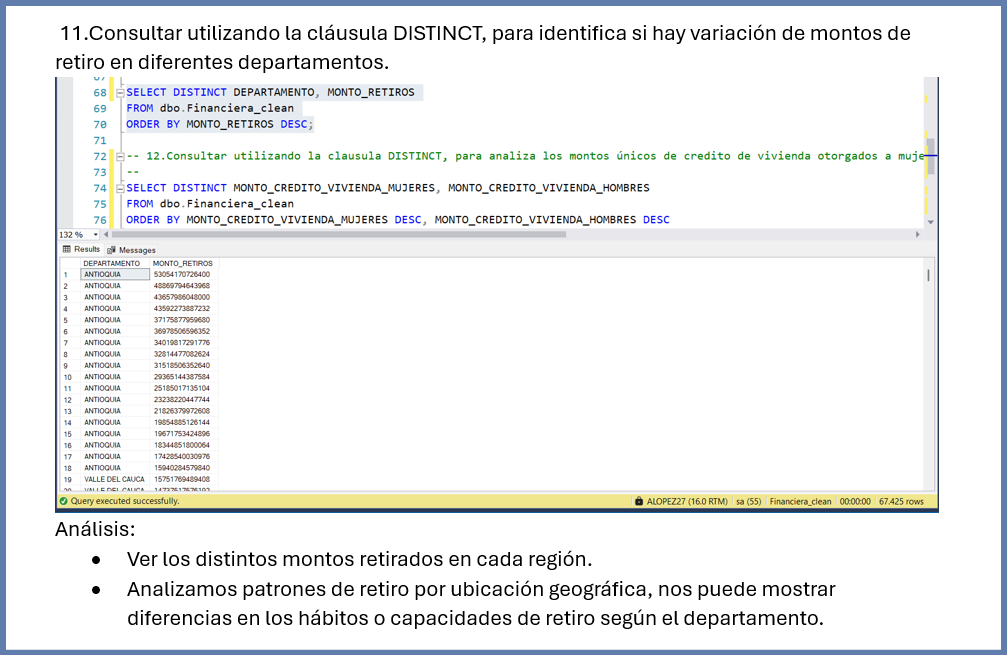 11.Consultar utilizando la cláusula DISTINCT, para identifica si hay variación de montos de
retiro en diferentes departamentos.
67
68 SELECT DISTINCT DEPARTAMENTO, MONTO_RETIROS
69 FROM dbo.Financiera_clean
70 ORDER BY MONTO_RETIROS DESC;
71
72 -- 12.Consultar utilizando la clausula DISTINCT, para analiza los montos únicos de credito de vivienda otorgados a muje
73 --
74 SELECT DISTINCT MONTO_CREDITO_VIVIENDA_MUJERES, MONTO_CREDITO_VIVIENDA_HOMBRES
75 FROM dbo.Financiera_clean
76 ORDER BY MONTO_CREDITO_VIVIENDA_MUJERES DESC, MONTO_CREDITO_VIVIENDA_HOMBRES DESC
132 %
Results Messages
DEPARTAMENTO MONTO_RETIROS
1 ANTIOQUIA 53054170726400
2 ANTIOQUIA 48869794643968
3 ANTIOQUIA 43657986048000
4 ANTIOQUIA 43592273887232
5 ANTIOQUIA 37175877959680
6 ANTIOQUIA 36978506596352
7 ANTIOQUIA 34019817291776
8 ANTIOQUIA 32814477082624
9 ANTIOQUIA 31518506352640
10 ANTIOQUIA 29365144387584
11 ANTIOQUIA 25185017135104
12 ANTIOQUIA 23238220447744
13 ANTIOQUIA 21826379972608
14 ANTIOQUIA 19854885126144
15 ANTIOQUIA 19671753424896
16 ANTIOQUIA 18344851800064
17 ANTIOQUIA 17428540030976
18 ANTIOQUIA 15940284579840
19 VALLE DEL CAUCA 15751769489408
20 VALLE DEL CAUCA
Query executed successfully. ALOPEZ27 (16.0 RTM) sa (55) Financiera_clean 00:00:00 67.425 rows
Análisis:
• Ver los distintos montos retirados en cada región.
• Analizamos patrones de retiro por ubicación geográfica, nos puede mostrar
diferencias en los hábitos o capacidades de retiro según el departamento.